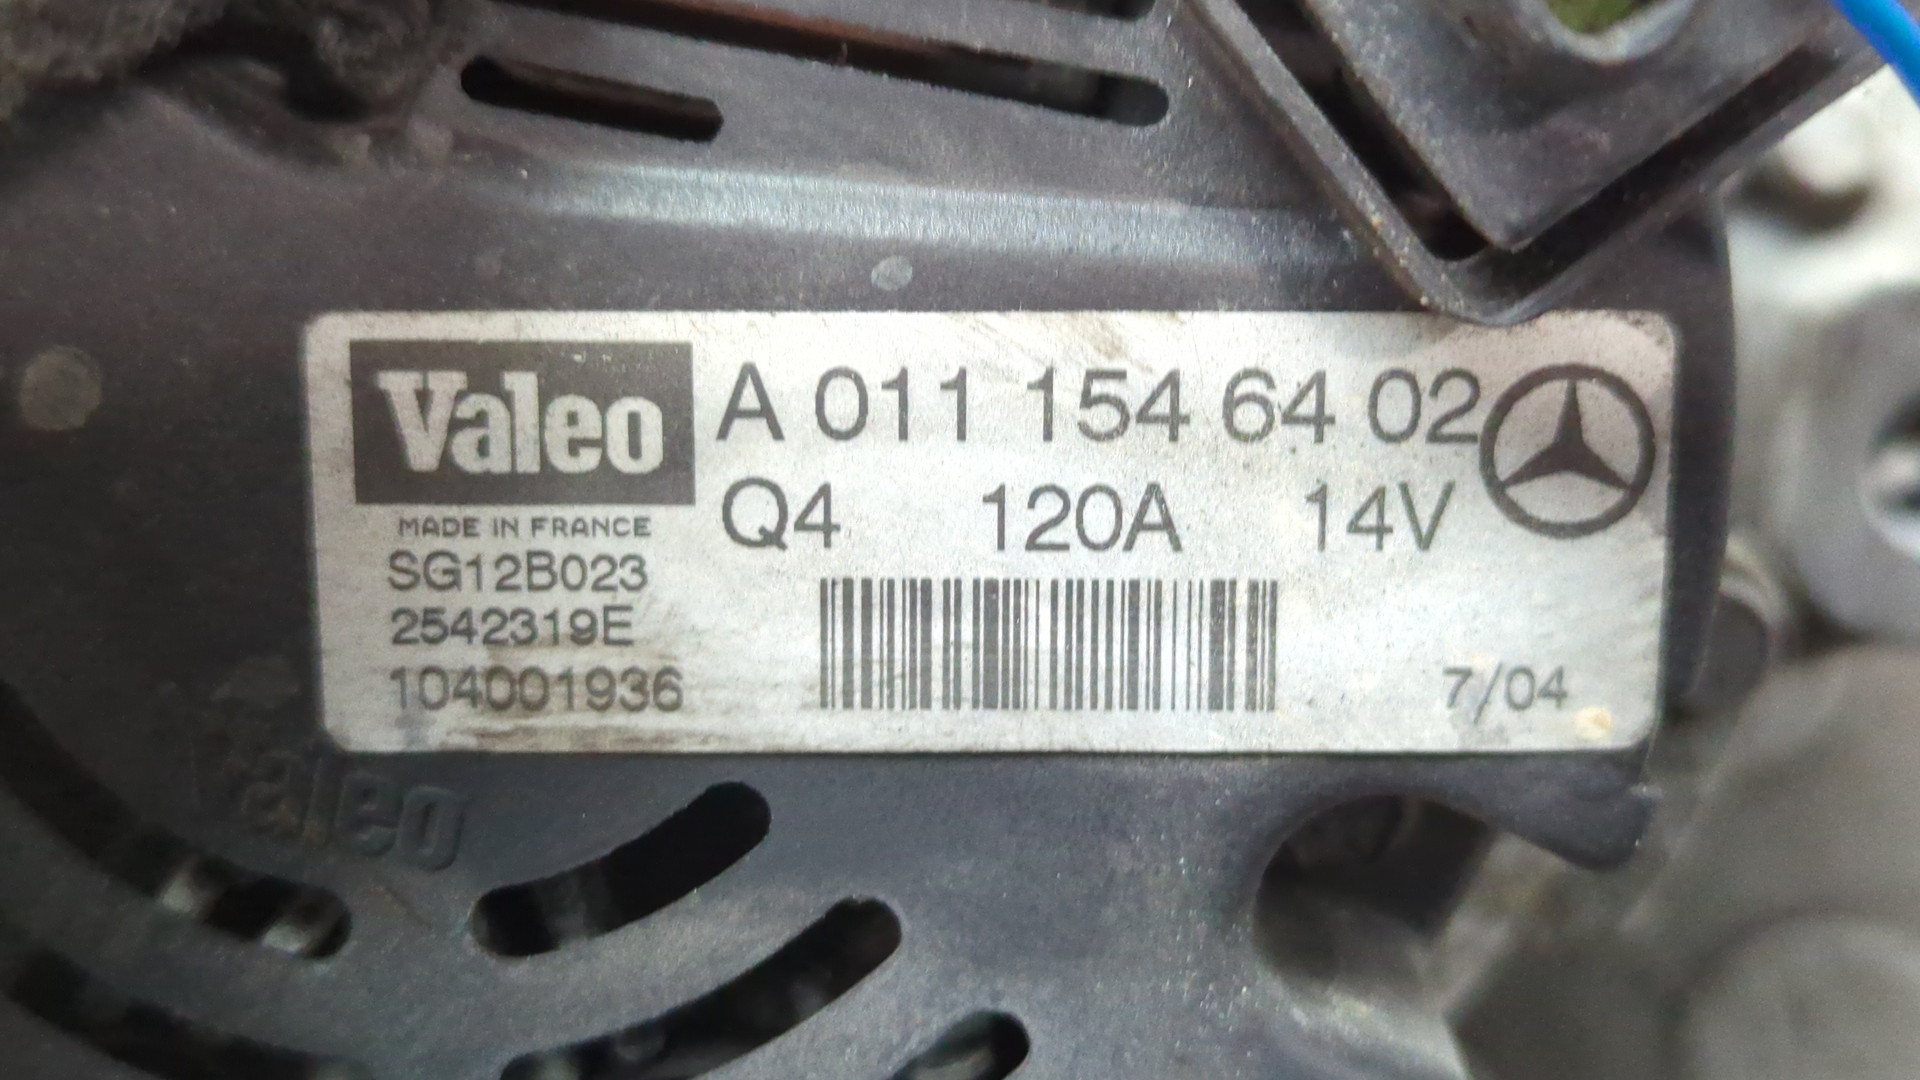 Valeo
MADE IN FRANCE
SG12B023
2542319E
104001936
A 011 154 64 02
Q4 120A 14V
7/04
Valeo